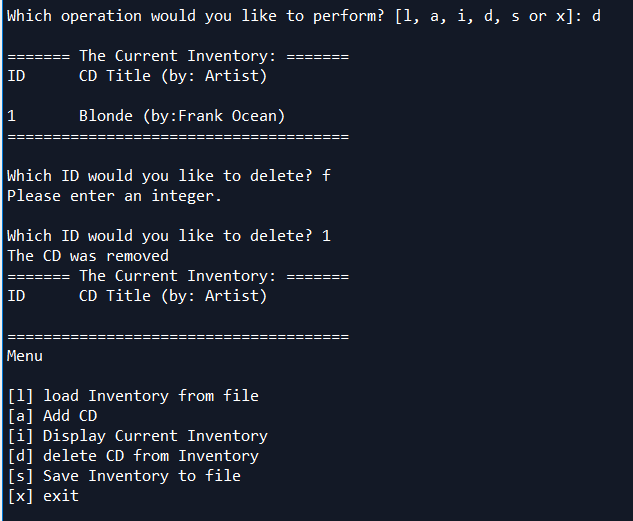 Which operation would you like to perform? [l, a, i, d, s or x]: d
======= The Current Inventory: =======
ID      CD Title (by: Artist)
1       Blonde (by:Frank Ocean)
======================================
Which ID would you like to delete? f
Please enter an integer.
Which ID would you like to delete? 1
The CD was removed
======= The Current Inventory: =======
ID      CD Title (by: Artist)
======================================
Menu
[l] load Inventory from file
[a] Add CD
[i] Display Current Inventory
[d] delete CD from Inventory
[s] Save Inventory to file
[x] exit